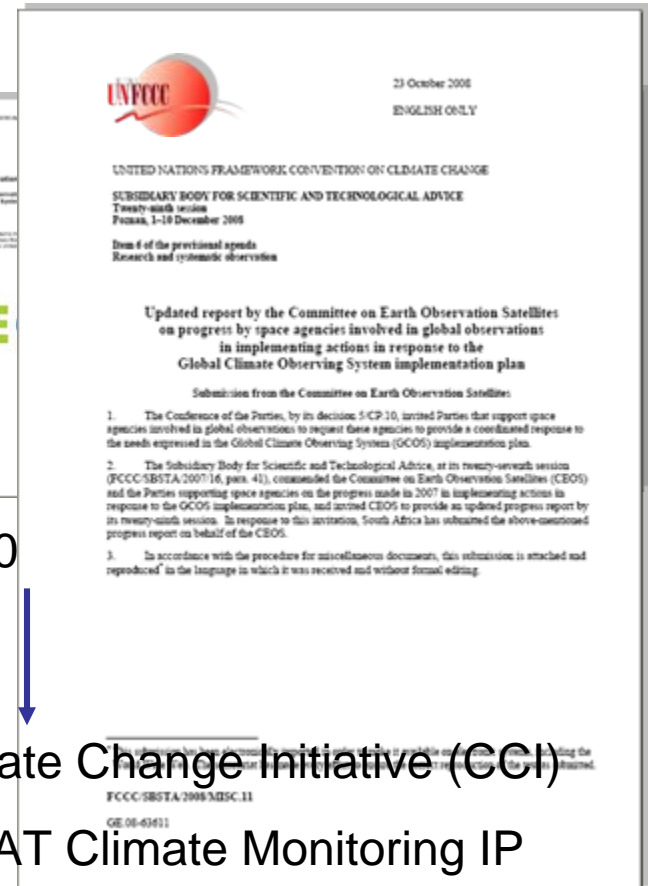 UNFCCC
23 October 2008
ENGLISH ONLY
UNITED NATIONS FRAMEWORK CONVENTION ON CLIMATE CHANGE
SUBSIDIARY BODY FOR SCIENTIFIC AND TECHNOLOGICAL ADVICE
Twenty-ninth session
Poznan, 1–10 December 2008
Item 6 of the provisional agenda
Research and systematic observation
Updated report by the Committee on Earth Observation Satellites
on progress by space agencies involved in global observations
in implementing actions in response to the
Global Climate Observing System implementation plan
Submission from the Committee on Earth Observation Satellites
1. The Conference of the Parties, by its decision 5/CP.10, invited Parties that support space
agencies involved in global observations to request these agencies to provide a coordinated response to
the needs expressed in the Global Climate Observing System (GCOS) implementation plan.
2. The Subsidiary Body for Scientific and Technological Advice, at its twenty-seventh session
(FCCC/SBSTA/2007/16, para. 41), commended the Committee on Earth Observation Satellites (CEOS)
and the Parties supporting space agencies on the progress made in 2007 in implementing actions in
response to the GCOS implementation plan, and invited CEOS to provide an updated progress report by
its twenty-ninth session. In response to this invitation, South Africa has submitted the above-mentioned
progress report on behalf of the CEOS.
3. In accordance with the procedure for miscellaneous documents, this submission is attached and
reproduced* in the language in which it was received and without formal editing.
0
ate Change Initiative (CCI)
FCCC/SBSTA/2008/MISC.11
GE.08-63611
AT Climate Monitoring IP